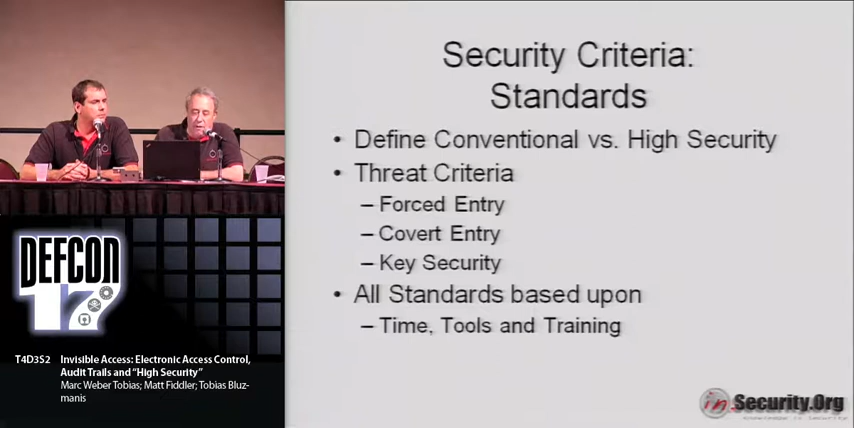 Security Criteria:
Standards
• Define Conventional vs. High Security
• Threat Criteria
– Forced Entry
– Covert Entry
– Key Security
• All Standards based upon
– Time, Tools and Training
DEFCON
17
T4D3S2 Invisible Access: Electronic Access Control,
Audit Trails and "High Security"
Marc Weber Tobias; Matt Fiddler; Tobias Bluz-
manis
in.Security.Org